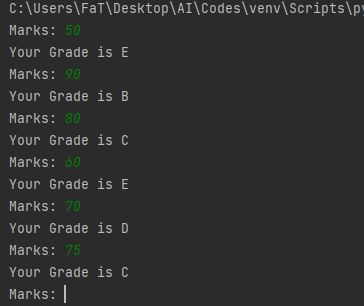 C:\Users\FaT\Desktop\AI\Codes\venv\Scripts\py
Marks: 50
Your Grade is E
Marks: 90
Your Grade is B
Marks: 80
Your Grade is C
Marks: 60
Your Grade is E
Marks: 70
Your Grade is D
Marks: 75
Your Grade is C
Marks: